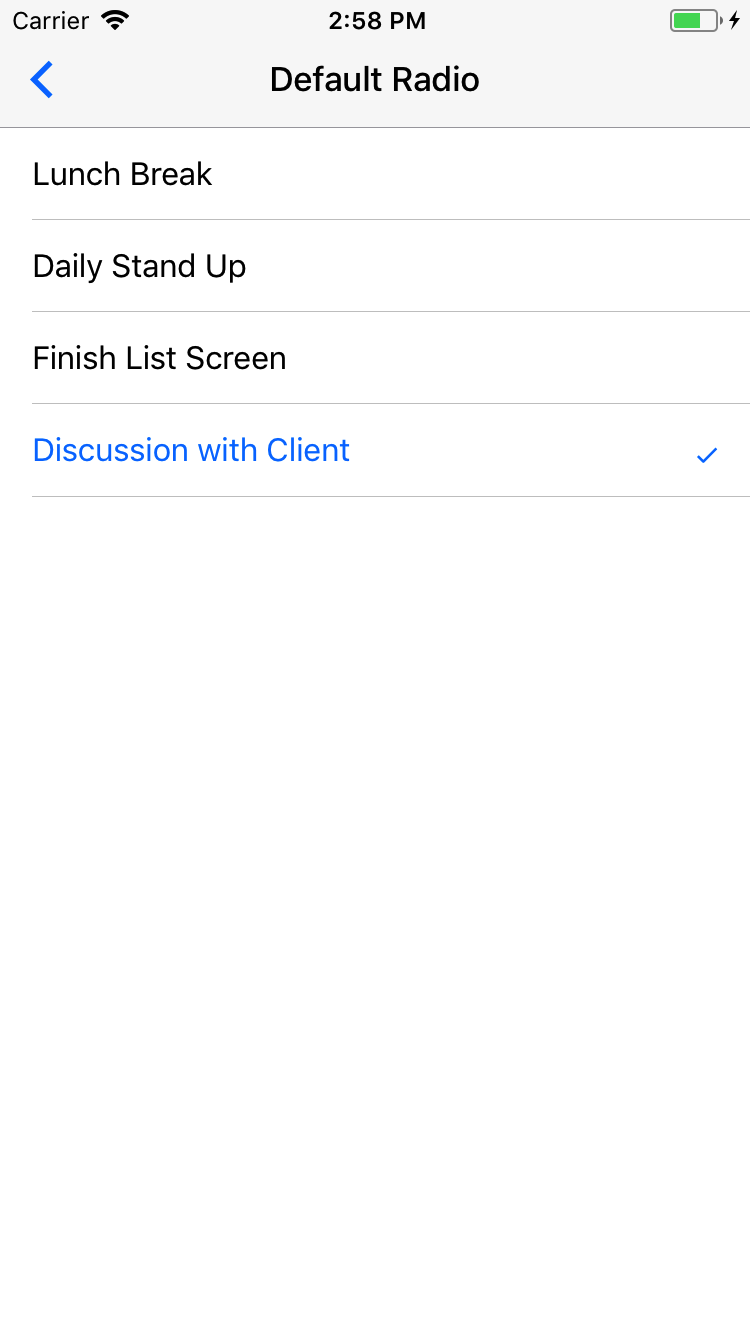 Carrier 2:58 PM
Default Radio
Lunch Break
Daily Stand Up
Finish List Screen
Discussion with Client